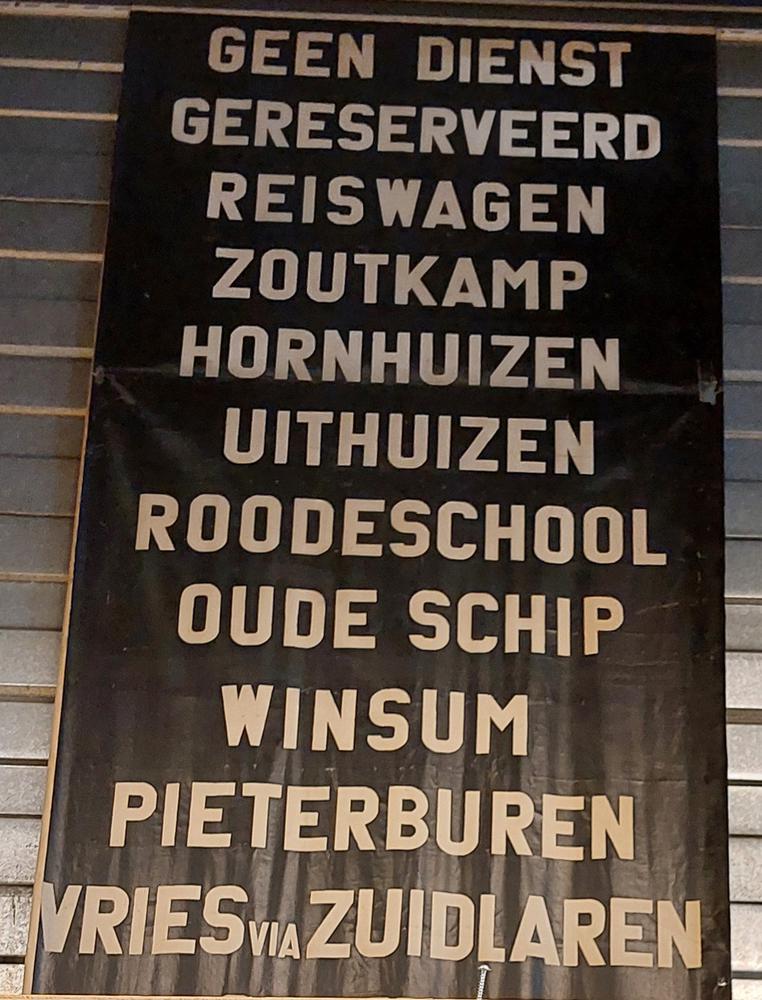 GEEN DIENST
GERESERVEERD
REISWAGEN
ZOUTKAMP
HORNHUIZEN
UITHUIZEN
ROODESCHOOL
OUDE SCHIP
WINSUM
PIETERBUREN
VRIES VIA ZUIDLAREN